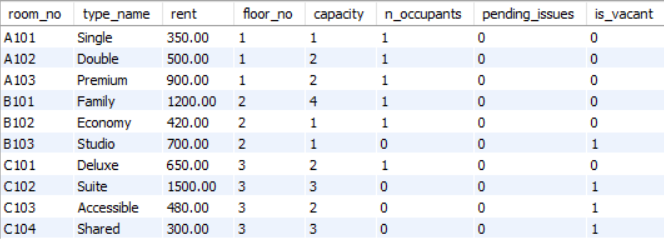 room_no type_name rent floor_no capacity n_occupants pending_issues is_vacant
A101 Single 350.00 1 1 1 0 0
A102 Double 500.00 1 2 1 0 0
A103 Premium 900.00 1 2 1 0 0
B101 Family 1200.00 2 4 1 0 0
B102 Economy 420.00 2 1 1 0 0
B103 Studio 700.00 2 1 0 0 1
C101 Deluxe 650.00 3 2 1 0 0
C102 Suite 1500.00 3 3 0 0 1
C103 Accessible 480.00 3 2 0 0 1
C104 Shared 300.00 3 3 0 0 1